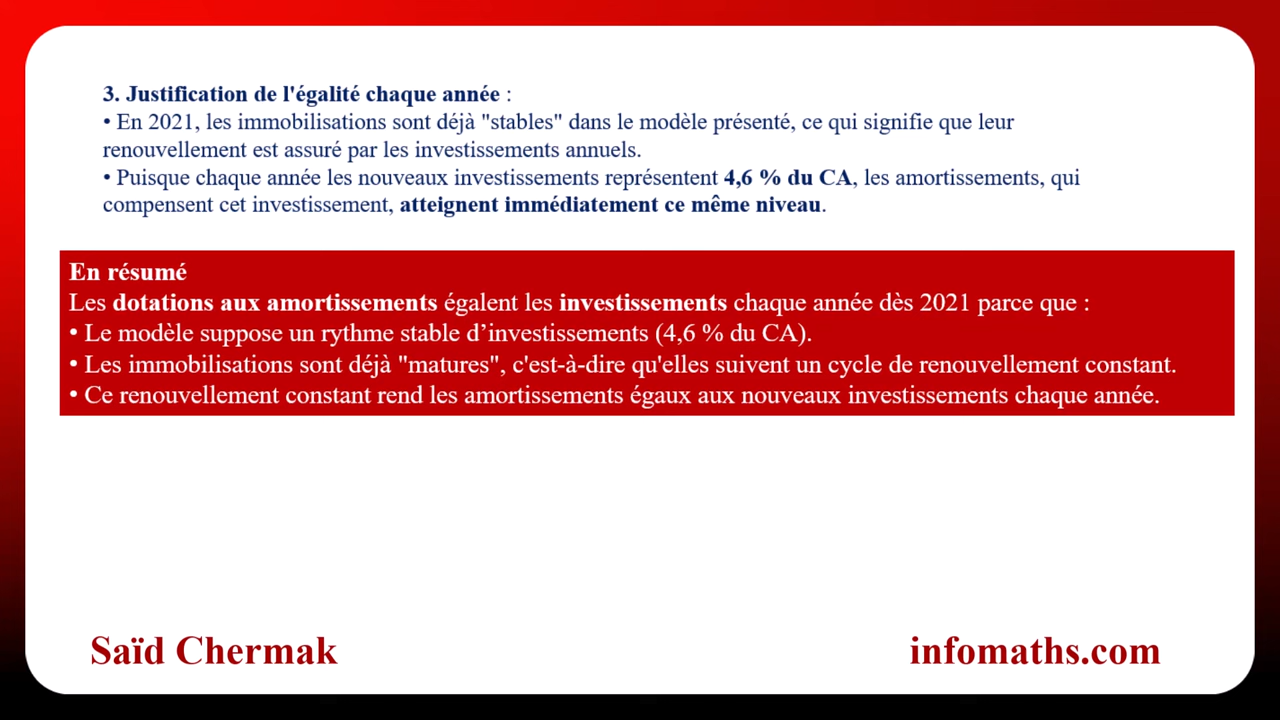 3. Justification de l'égalité chaque année :
• En 2021, les immobilisations sont déjà "stables" dans le modèle présenté, ce qui signifie que leur
renouvellement est assuré par les investissements annuels.
• Puisque chaque année les nouveaux investissements représentent 4,6 % du CA, les amortissements, qui
compensent cet investissement, atteignent immédiatement ce même niveau.
En résumé
Les dotations aux amortissements égalent les investissements chaque année dès 2021 parce que :
• Le modèle suppose un rythme stable d’investissements (4,6 % du CA).
• Les immobilisations sont déjà "matures", c'est-à-dire qu'elles suivent un cycle de renouvellement constant.
• Ce renouvellement constant rend les amortissements égaux aux nouveaux investissements chaque année.
Saïd Chermak
infomaths.com